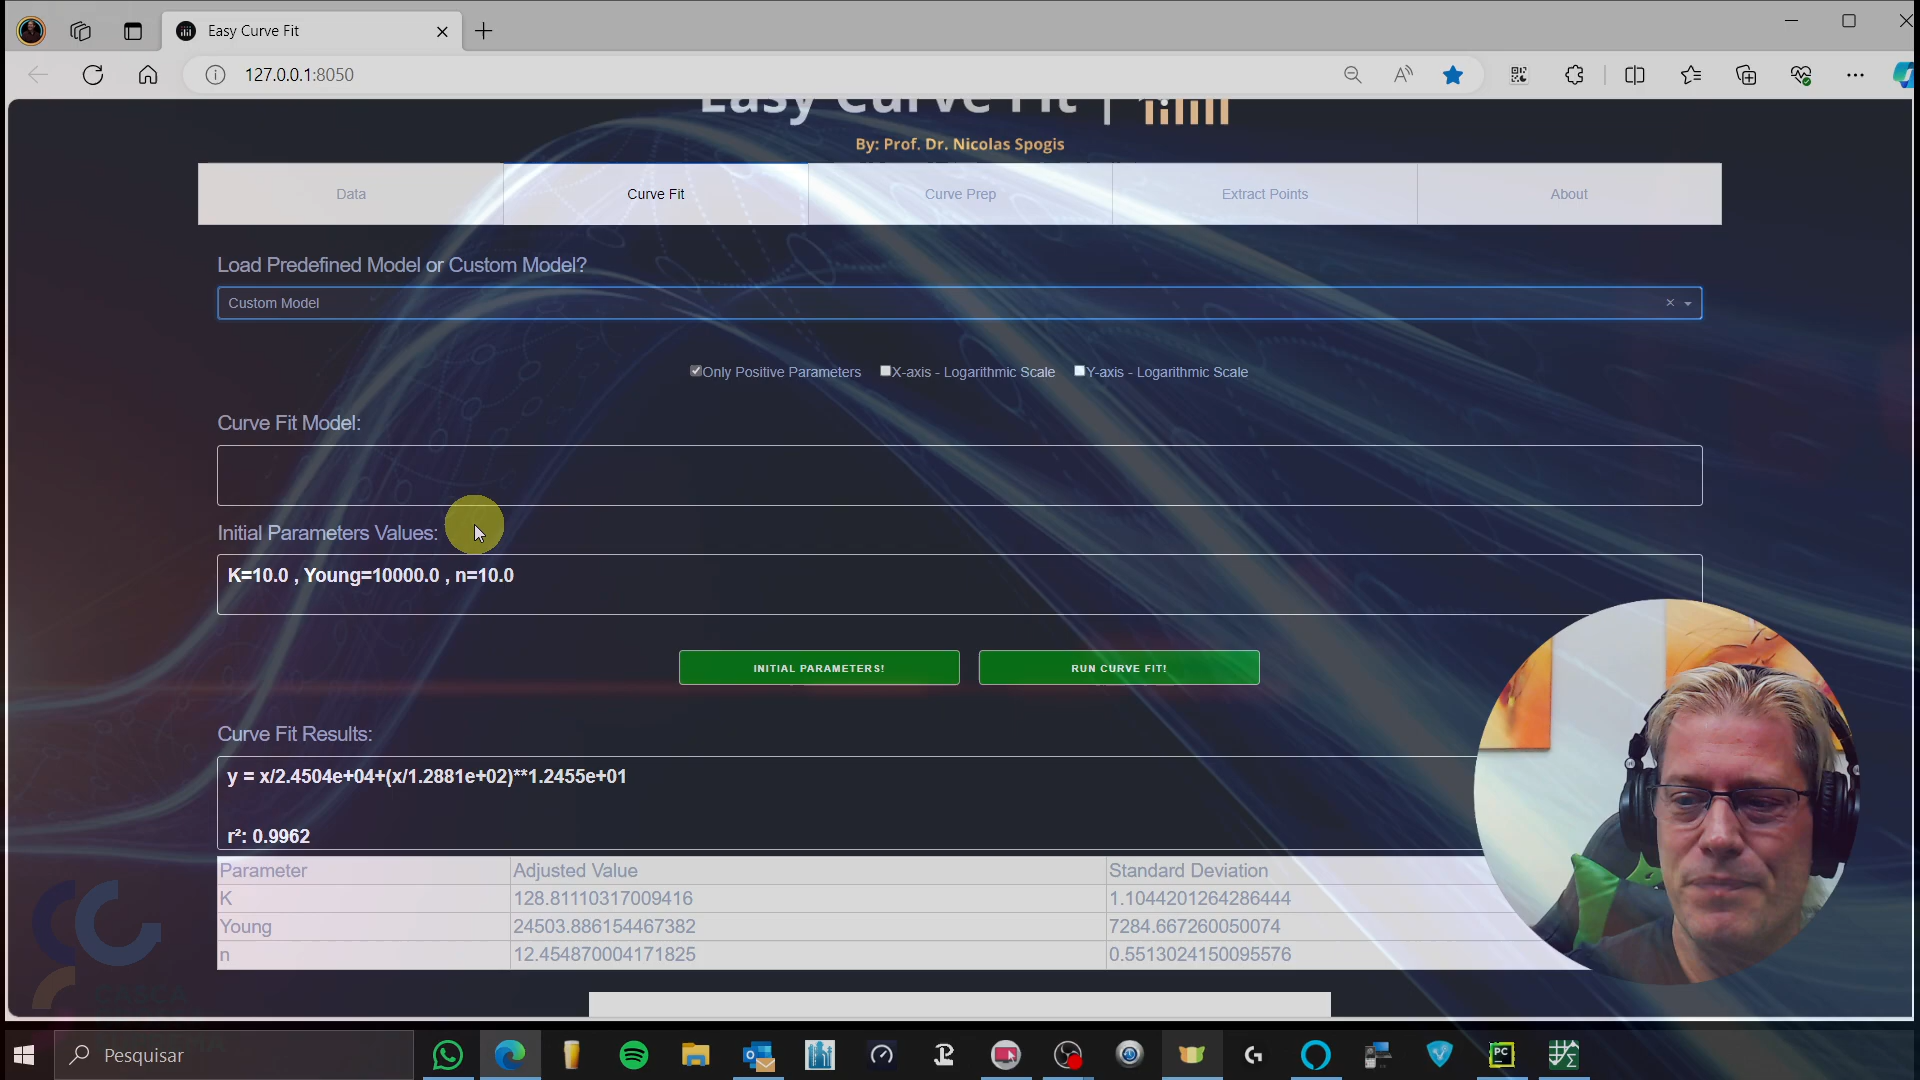 Easy Curve Fit
127.0.0.1:8050
Easy Curve Fit |
By: Prof. Dr. Nicolas Spogis
Data
Curve Fit
Curve Prep
Extract Points
About
Load Predefined Model or Custom Model?
Custom Model
Only Positive Parameters
X-axis - Logarithmic Scale
Y-axis - Logarithmic Scale
Curve Fit Model:
Initial Parameters Values:
K=10.0 , Young=10000.0 , n=10.0
INITIAL PARAMETERS!
RUN CURVE FIT!
Curve Fit Results:
y = x/2.4504e+04+(x/1.2881e+02)**1.2455e+01
r²: 0.9962
Parameter Adjusted Value Standard Deviation
K 128.81110317009416 1.1044201264286444
Young 24503.886154467382 7284.667260050074
n 12.454870004171825 0.5513024150095576
Pesquisar